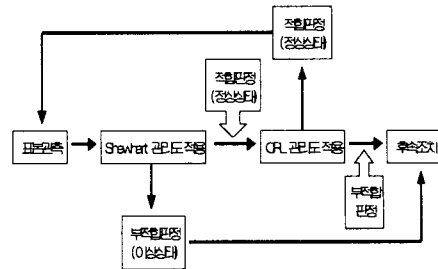 적합판정
(정상상태)
적합판정
(정상상태)
표본관측
Shewhart 관리도 적용
CRL 관리도 적용
후속조치
부적합
판정
부적합판정
(이상상태)